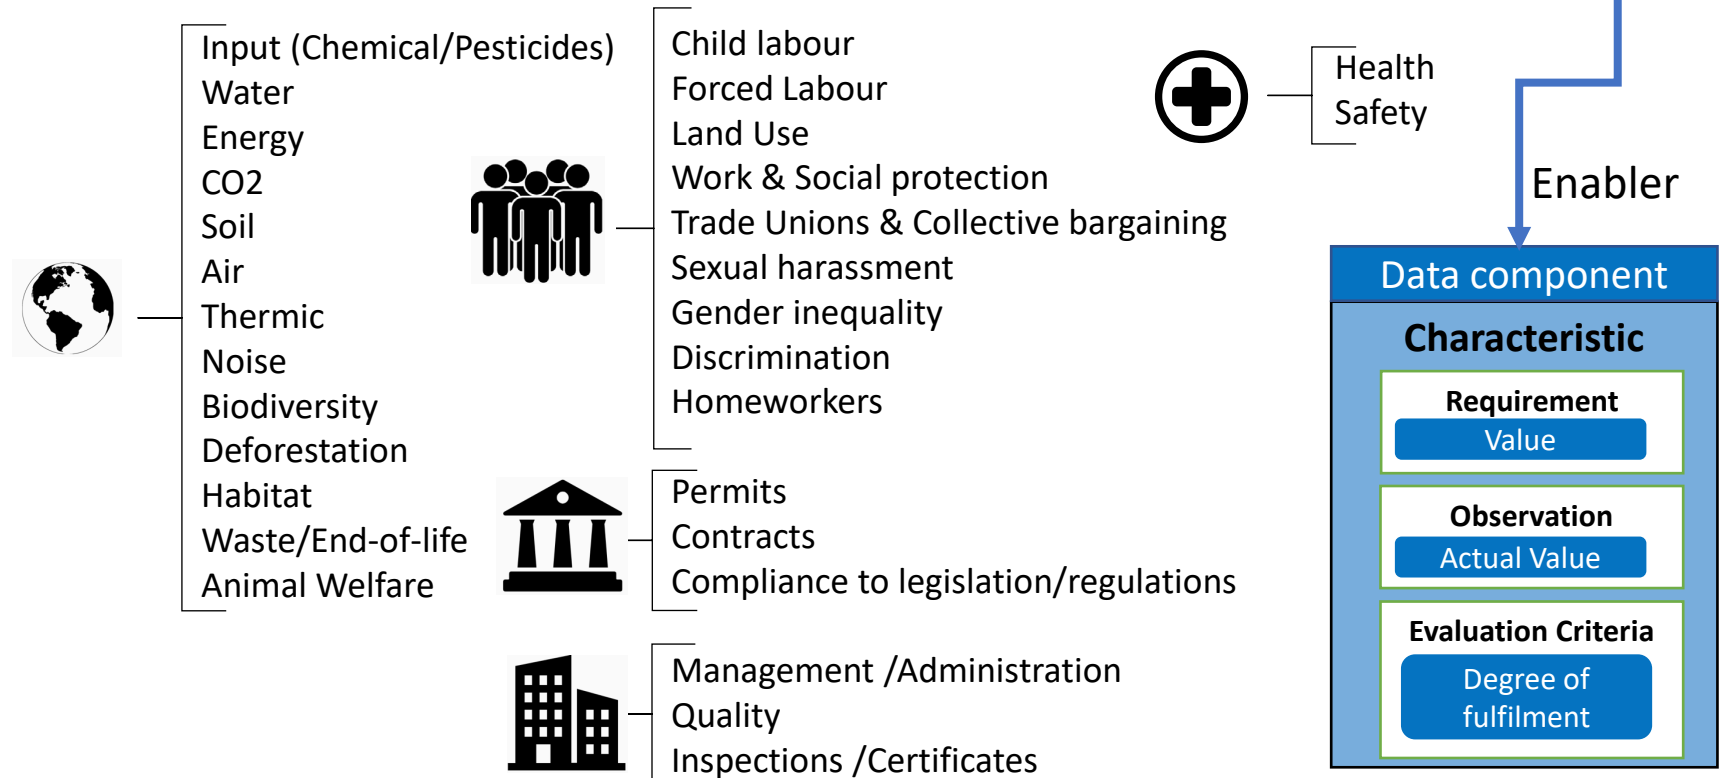 Input (Chemical/Pesticides)
Water
Energy
CO2
Soil
Air
Thermic
Noise
Biodiversity
Deforestation
Habitat
Waste/End-of-life
Animal Welfare
Child labour
Forced Labour
Land Use
Work & Social protection
Trade Unions & Collective bargaining
Sexual harassment
Gender inequality
Discrimination
Homeworkers
Permits
Contracts
Compliance to legislation/regulations
Management /Administration
Quality
Inspections /Certificates
Health
Safety
Enabler
Data component
Characteristic
Requirement
Value
Observation
Actual Value
Evaluation Criteria
Degree of
fulfilment